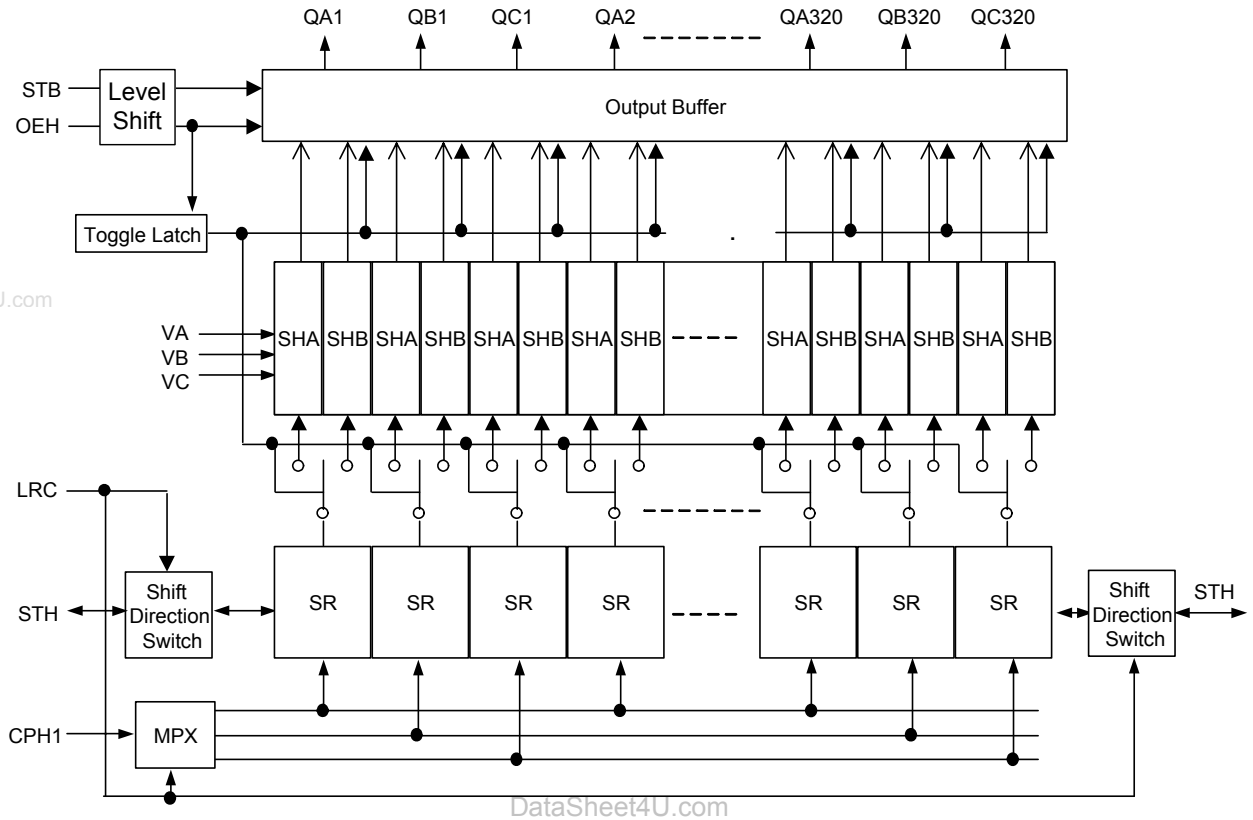 QA1 QB1 QC1 QA2 QA320 QB320 QC320
STB
OEH
Level
Shift
Output Buffer
Toggle Latch
U.com
VA
VB
VC
SHA SHB SHA SHB SHA SHB SHA SHB SHA SHB SHA SHB SHA SHB
LRC
STH
Shift
Direction
Switch
SR SR SR SR SR SR SR
Shift
Direction
Switch
STH
CPH1
MPX
DataSheet4U.com